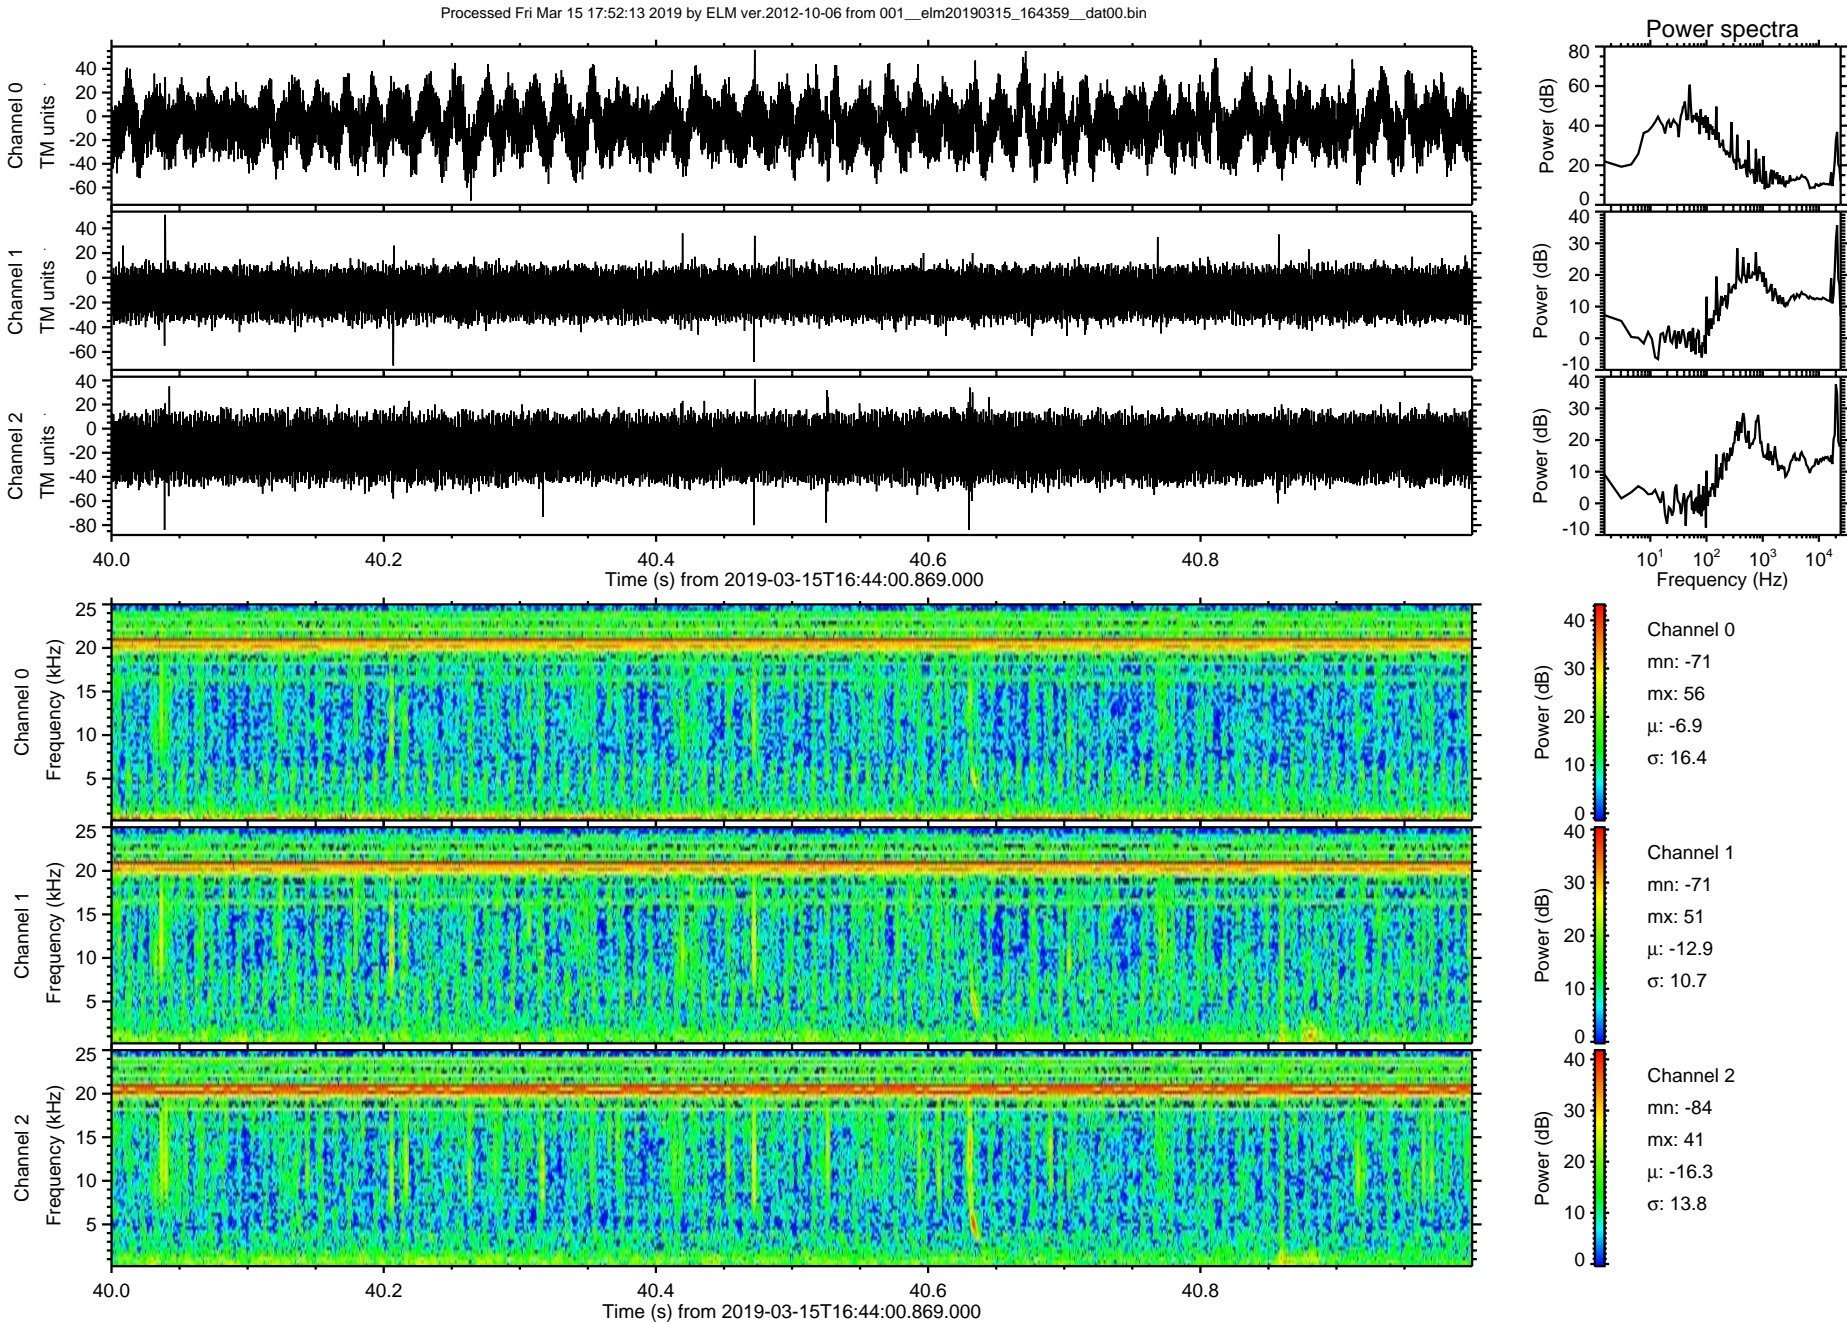 Processed Fri Mar 15 17:52:13 2019 by ELM ver.2012-10-06 from 001__elm20190315_164359__dat00.bin
Power spectra
Channel 0
TM units
40
20
0
-20
-40
-60
Power (dB)
80
60
40
20
0
Channel 1
TM units
40
20
0
-20
-40
-60
Power (dB)
40
30
20
10
0
-10
Channel 2
TM units
40
20
0
-20
-40
-60
-80
Power (dB)
40
30
20
10
0
-10
40.0 40.2 40.4 40.6 40.8
Time (s) from 2019-03-15T16:44:00.869.000
10¹ 10² 10³ 10⁴
Frequency (Hz)
Channel 0
Frequency (kHz)
25
20
15
10
5
Power (dB)
40
30
20
10
0
Channel 0
mn: -71
mx: 56
μ: -6.9
σ: 16.4
Channel 1
Frequency (kHz)
25
20
15
10
5
Power (dB)
40
30
20
10
0
Channel 1
mn: -71
mx: 51
μ: -12.9
σ: 10.7
Channel 2
Frequency (kHz)
25
20
15
10
5
Power (dB)
40
30
20
10
0
Channel 2
mn: -84
mx: 41
μ: -16.3
σ: 13.8
40.0 40.2 40.4 40.6 40.8
Time (s) from 2019-03-15T16:44:00.869.000